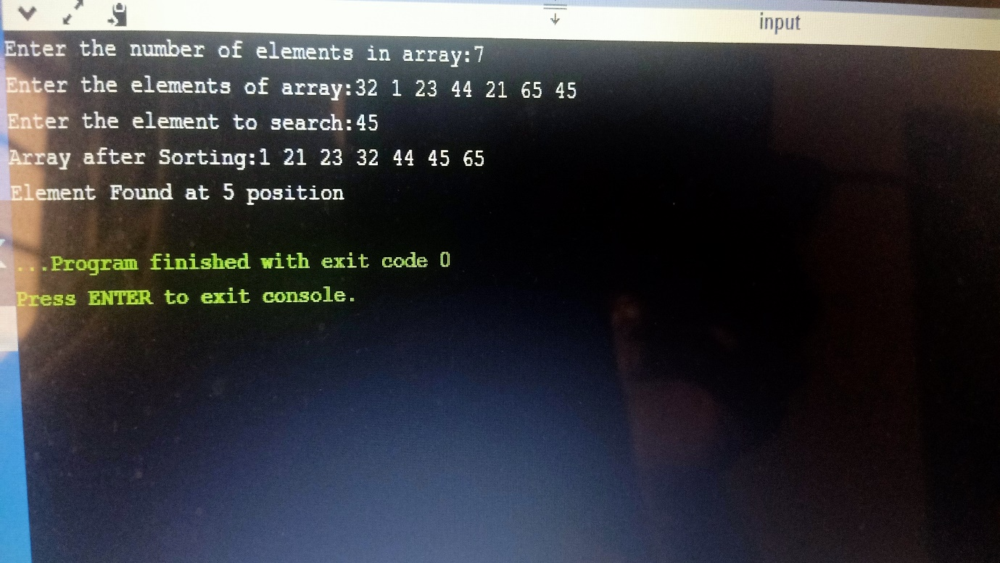 input
Enter the number of elements in array:7
Enter the elements of array:32 1 23 44 21 65 45
Enter the element to search:45
Array after Sorting:1 21 23 32 44 45 65
Element Found at 5 position
...Program finished with exit code 0
Press ENTER to exit console.